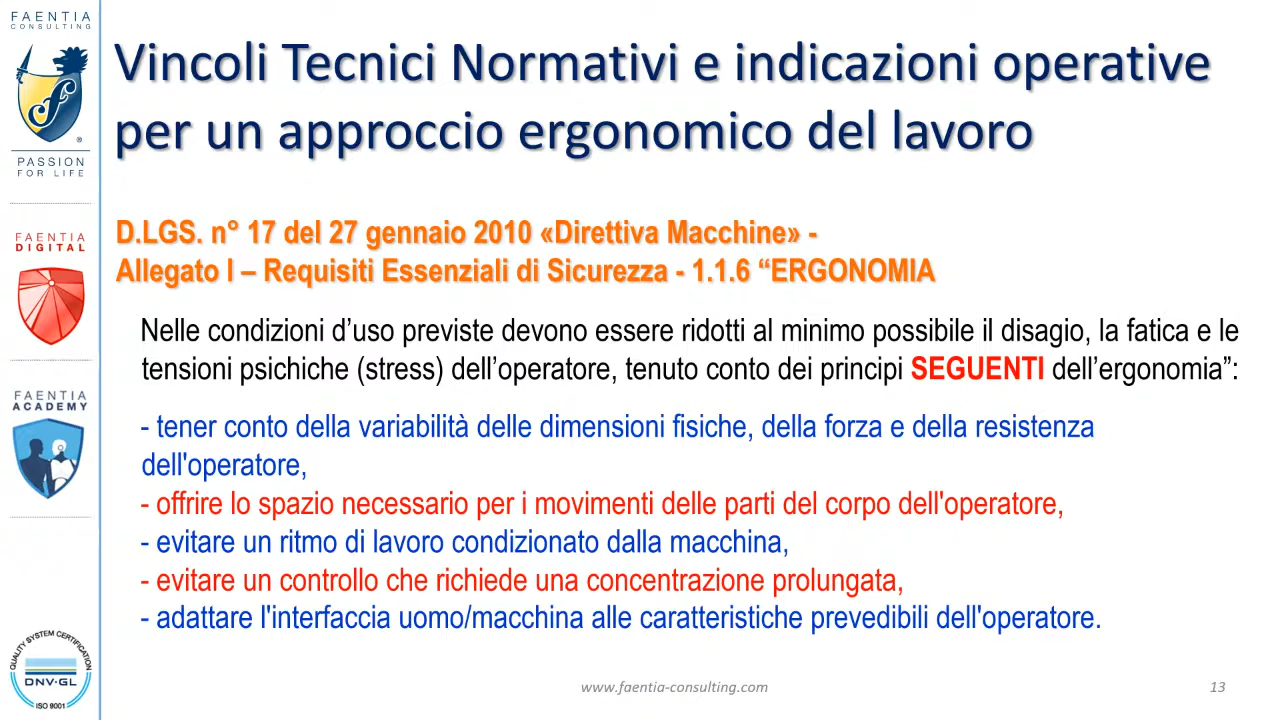 FAENTIA
CONSULTING
PASSION
FOR LIFE
FAENTIA
DIGITAL
FAENTIA
ACADEMY
QUALITY SYSTEM CERTIFICATION
DNV·GL
ISO 9001
Vincoli Tecnici Normativi e indicazioni operative
per un approccio ergonomico del lavoro
D.LGS. n° 17 del 27 gennaio 2010 «Direttiva Macchine» -
Allegato I – Requisiti Essenziali di Sicurezza - 1.1.6 “ERGONOMIA
Nelle condizioni d’uso previste devono essere ridotti al minimo possibile il disagio, la fatica e le
tensioni psichiche (stress) dell’operatore, tenuto conto dei principi SEGUENTI dell’ergonomia”:
- tener conto della variabilità delle dimensioni fisiche, della forza e della resistenza
dell'operatore,
- offrire lo spazio necessario per i movimenti delle parti del corpo dell'operatore,
- evitare un ritmo di lavoro condizionato dalla macchina,
- evitare un controllo che richiede una concentrazione prolungata,
- adattare l'interfaccia uomo/macchina alle caratteristiche prevedibili dell'operatore.
www.faentia-consulting.com
13